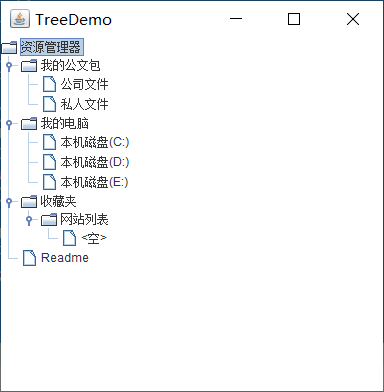 TreeDemo
资源管理器
我的公文包
公司文件
私人文件
我的电脑
本机磁盘(C:)
本机磁盘(D:)
本机磁盘(E:)
收藏夹
网站列表
<空>
Readme